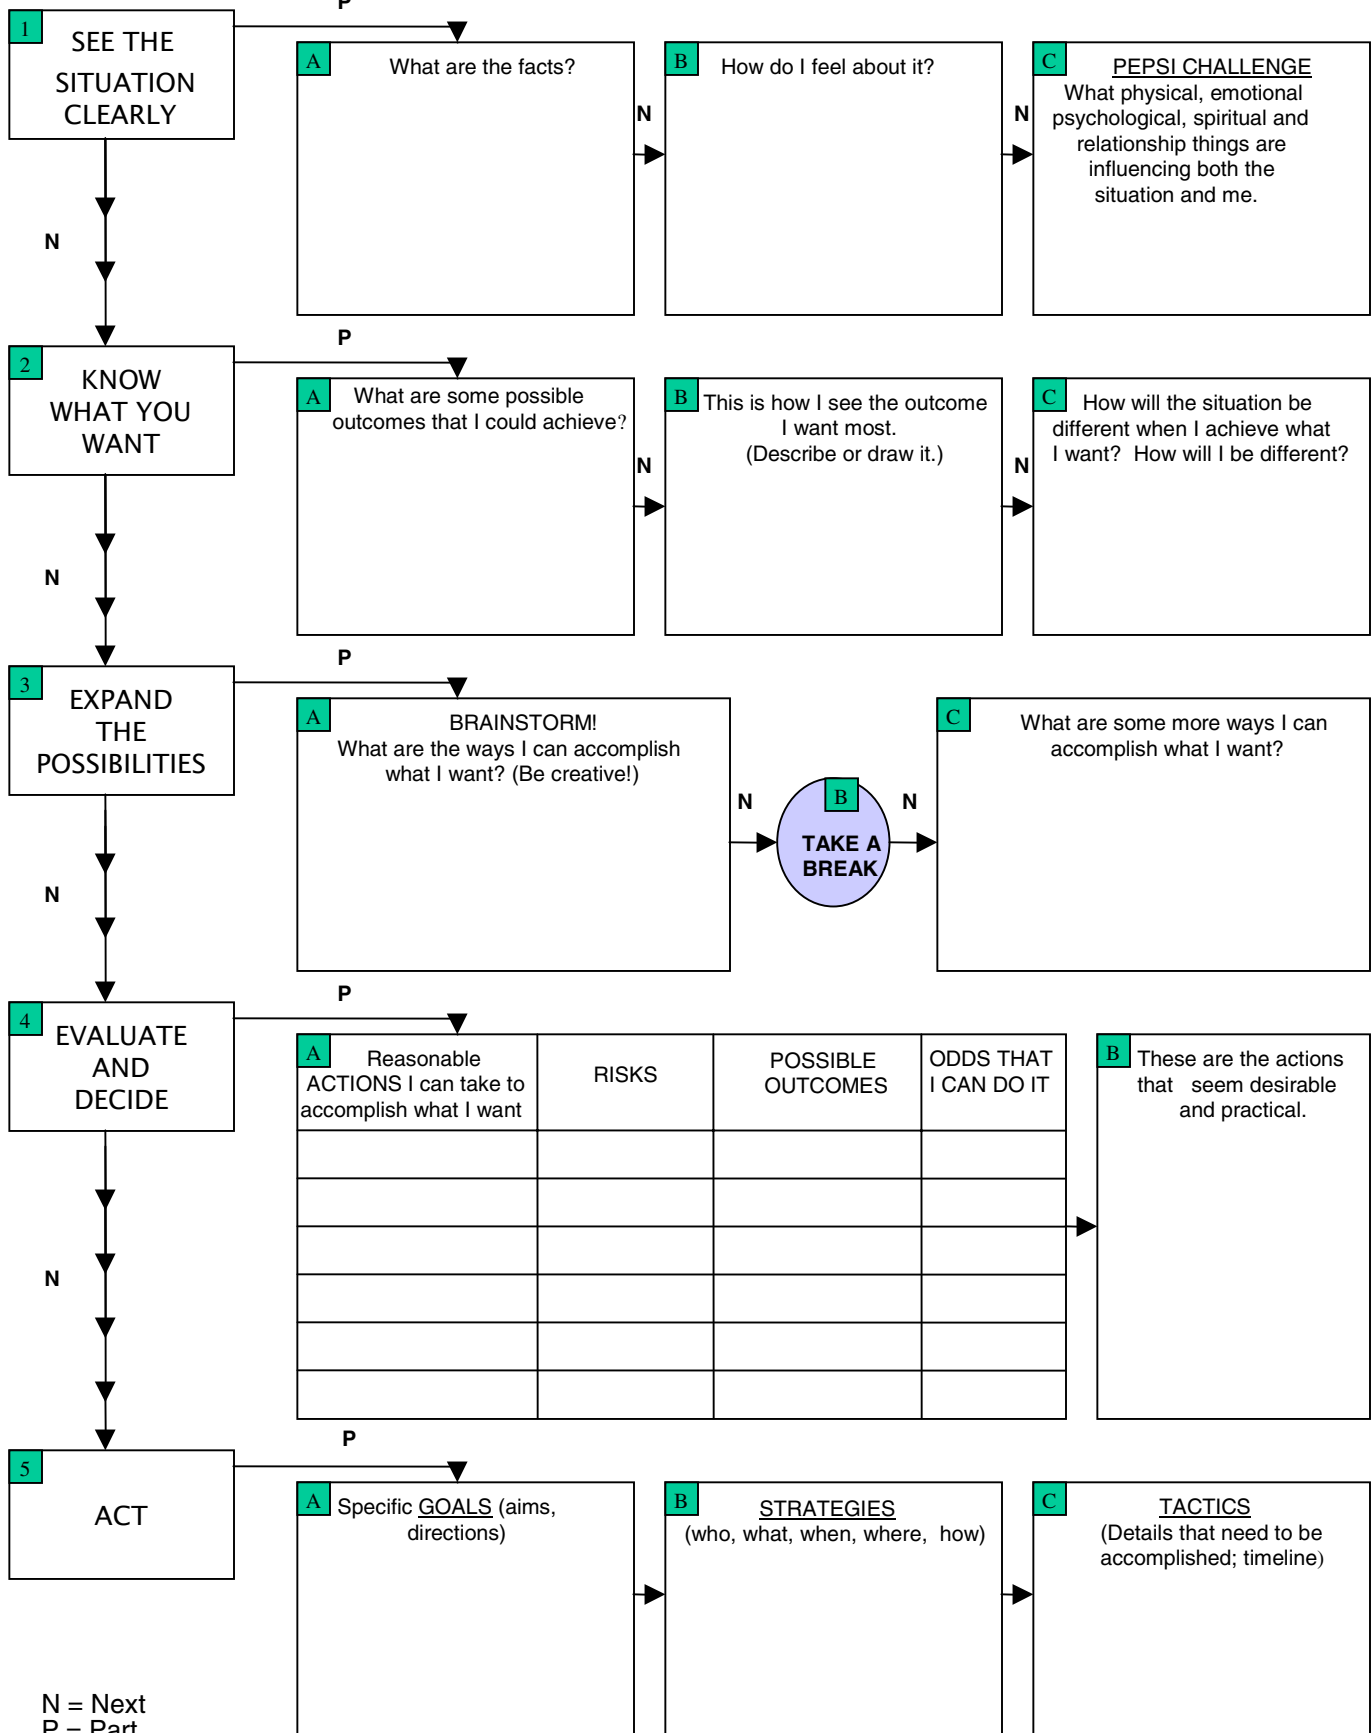 P
1
SEE THE
SITUATION
CLEARLY
A
What are the facts?
N
B
How do I feel about it?
N
C
PEPSI CHALLENGE
What physical, emotional
psychological, spiritual and
relationship things are
influencing both the
situation and me.
N
P
2
KNOW
WHAT YOU
WANT
A
What are some possible
outcomes that I could achieve?
N
B
This is how I see the outcome
I want most.
(Describe or draw it.)
N
C
How will the situation be
different when I achieve what
I want? How will I be different?
N
P
3
EXPAND
THE
POSSIBILITIES
A
BRAINSTORM!
What are the ways I can accomplish
what I want? (Be creative!)
N
B
TAKE A
BREAK
N
C
What are some more ways I can
accomplish what I want?
N
P
4
EVALUATE
AND
DECIDE
A
Reasonable
ACTIONS I can take to
accomplish what I want
RISKS
POSSIBLE
OUTCOMES
ODDS THAT
I CAN DO IT
B
These are the actions
that seem desirable
and practical.
N
P
5
ACT
A
Specific GOALS (aims,
directions)
B
STRATEGIES
(who, what, when, where, how)
C
TACTICS
(Details that need to be
accomplished; timeline)
N = Next
P = Part